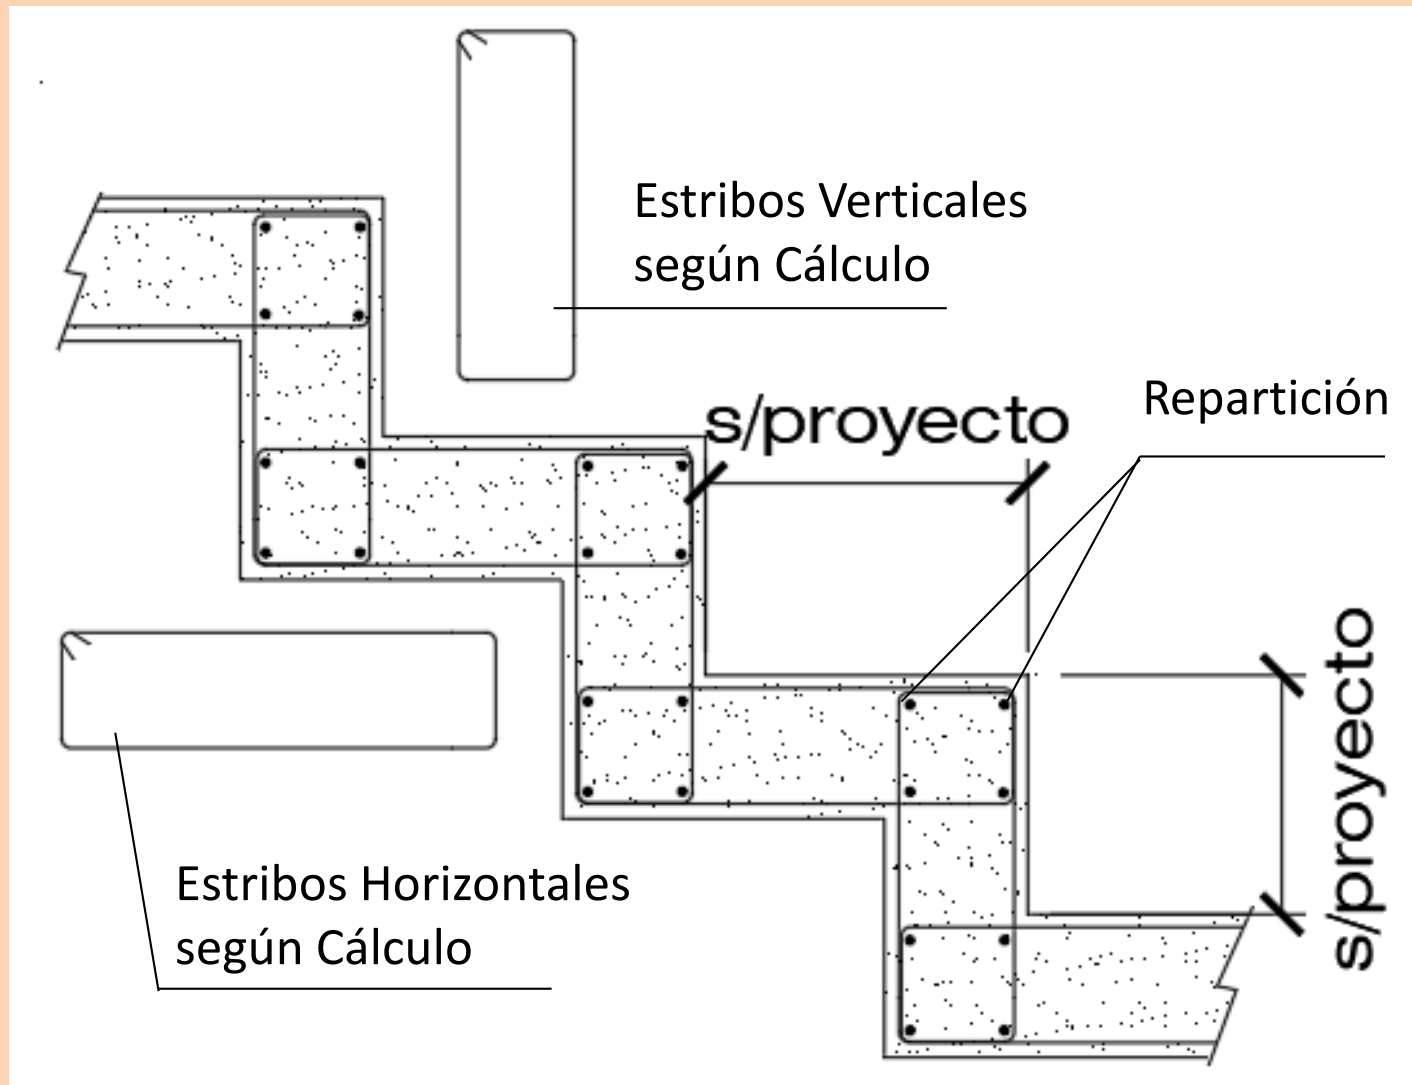 Estribos Verticales
según Cálculo
s/proyecto
Repartición
s/proyecto
Estribos Horizontales
según Cálculo